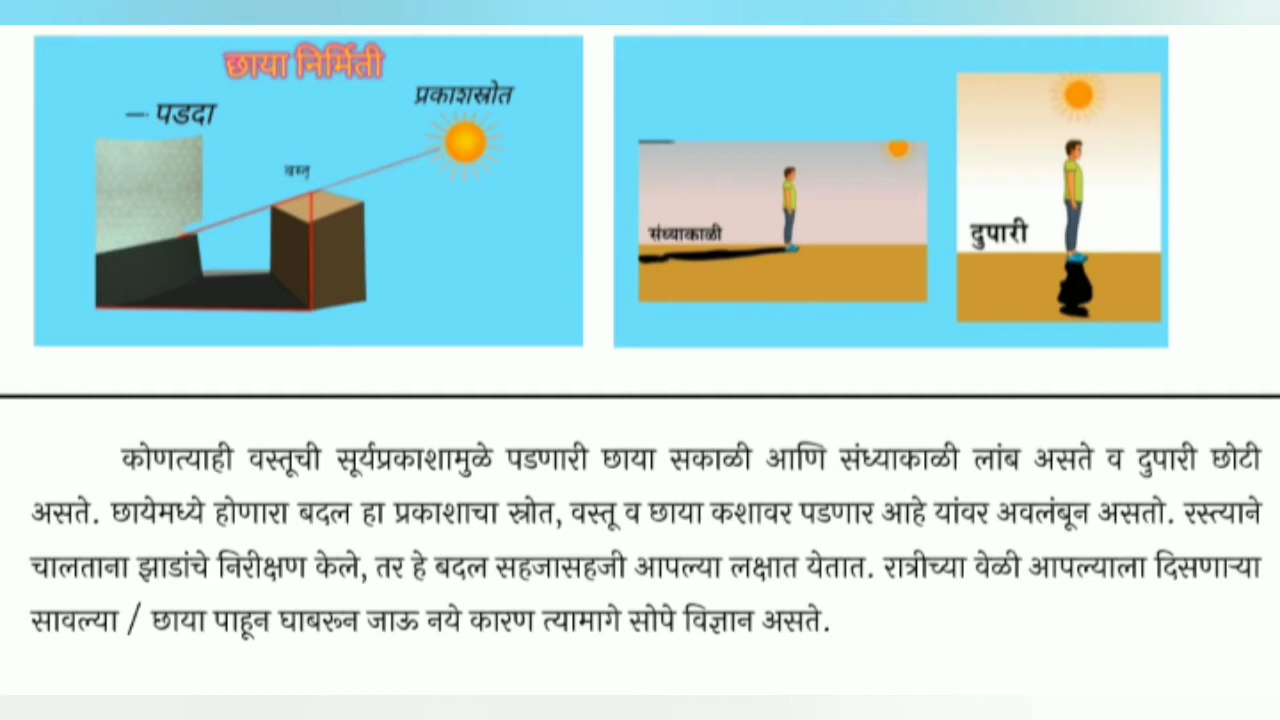 छाया निर्मिती
प्रकाशस्रोत
पडदा
वस्तू
संध्याकाळी
दुपारी
कोणत्याही वस्तूची सूर्यप्रकाशामुळे पडणारी छाया सकाळी आणि संध्याकाळी लांब असते व दुपारी छोटी
असते. छायेमध्ये होणारा बदल हा प्रकाशाचा स्रोत, वस्तू व छाया कशावर पडणार आहे यांवर अवलंबून असतो. रस्त्याने
चालताना झाडांचे निरीक्षण केले, तर हे बदल सहजासहजी आपल्या लक्षात येतात. रात्रीच्या वेळी आपल्याला दिसणाऱ्या
सावल्या / छाया पाहून घाबरून जाऊ नये कारण त्यामागे सोपे विज्ञान असते.